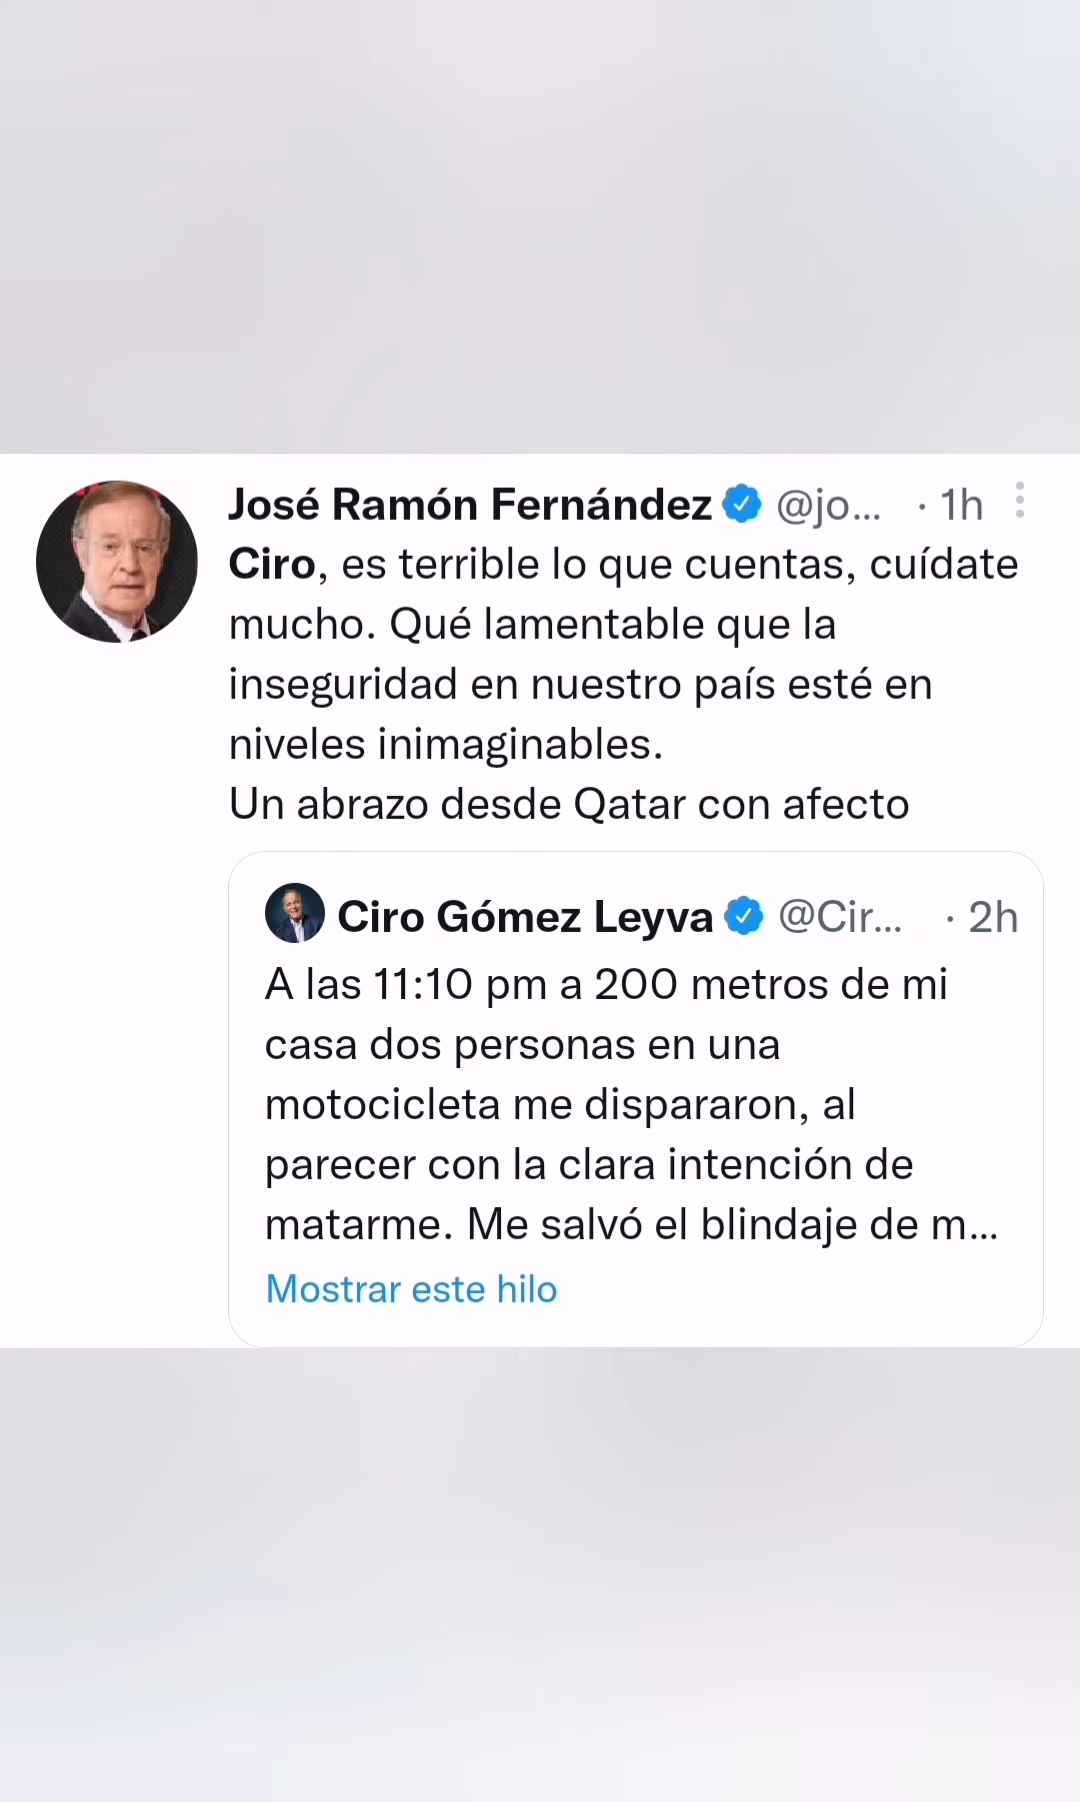 José Ramón Fernández @jo... · 1h
Ciro, es terrible lo que cuentas, cuídate
mucho. Qué lamentable que la
inseguridad en nuestro país esté en
niveles inimaginables.
Un abrazo desde Qatar con afecto
Ciro Gómez Leyva @Cir... · 2h
A las 11:10 pm a 200 metros de mi
casa dos personas en una
motocicleta me dispararon, al
parecer con la clara intención de
matarme. Me salvó el blindaje de m...
Mostrar este hilo